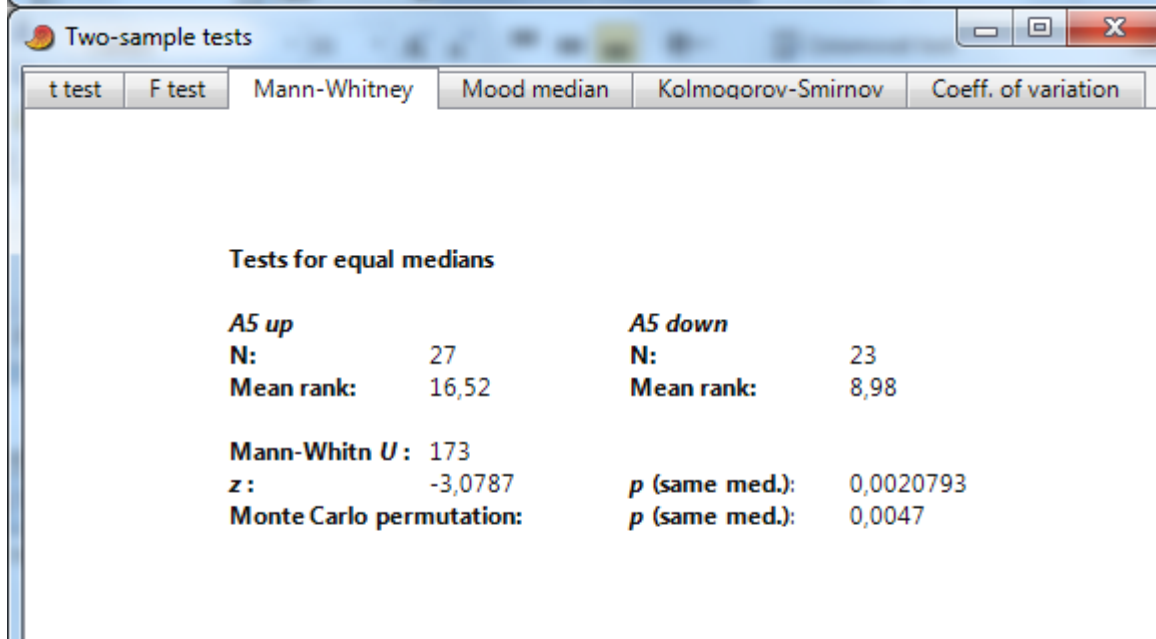 Two-sample tests
t test F test Mann-Whitney Mood median Kolmogorov-Smirnov Coeff. of variation
Tests for equal medians
A5 up A5 down
N: 27 N: 23
Mean rank: 16,52 Mean rank: 8,98
Mann-Whitn U : 173
z : -3,0787 p (same med.): 0,0020793
Monte Carlo permutation: p (same med.): 0,0047